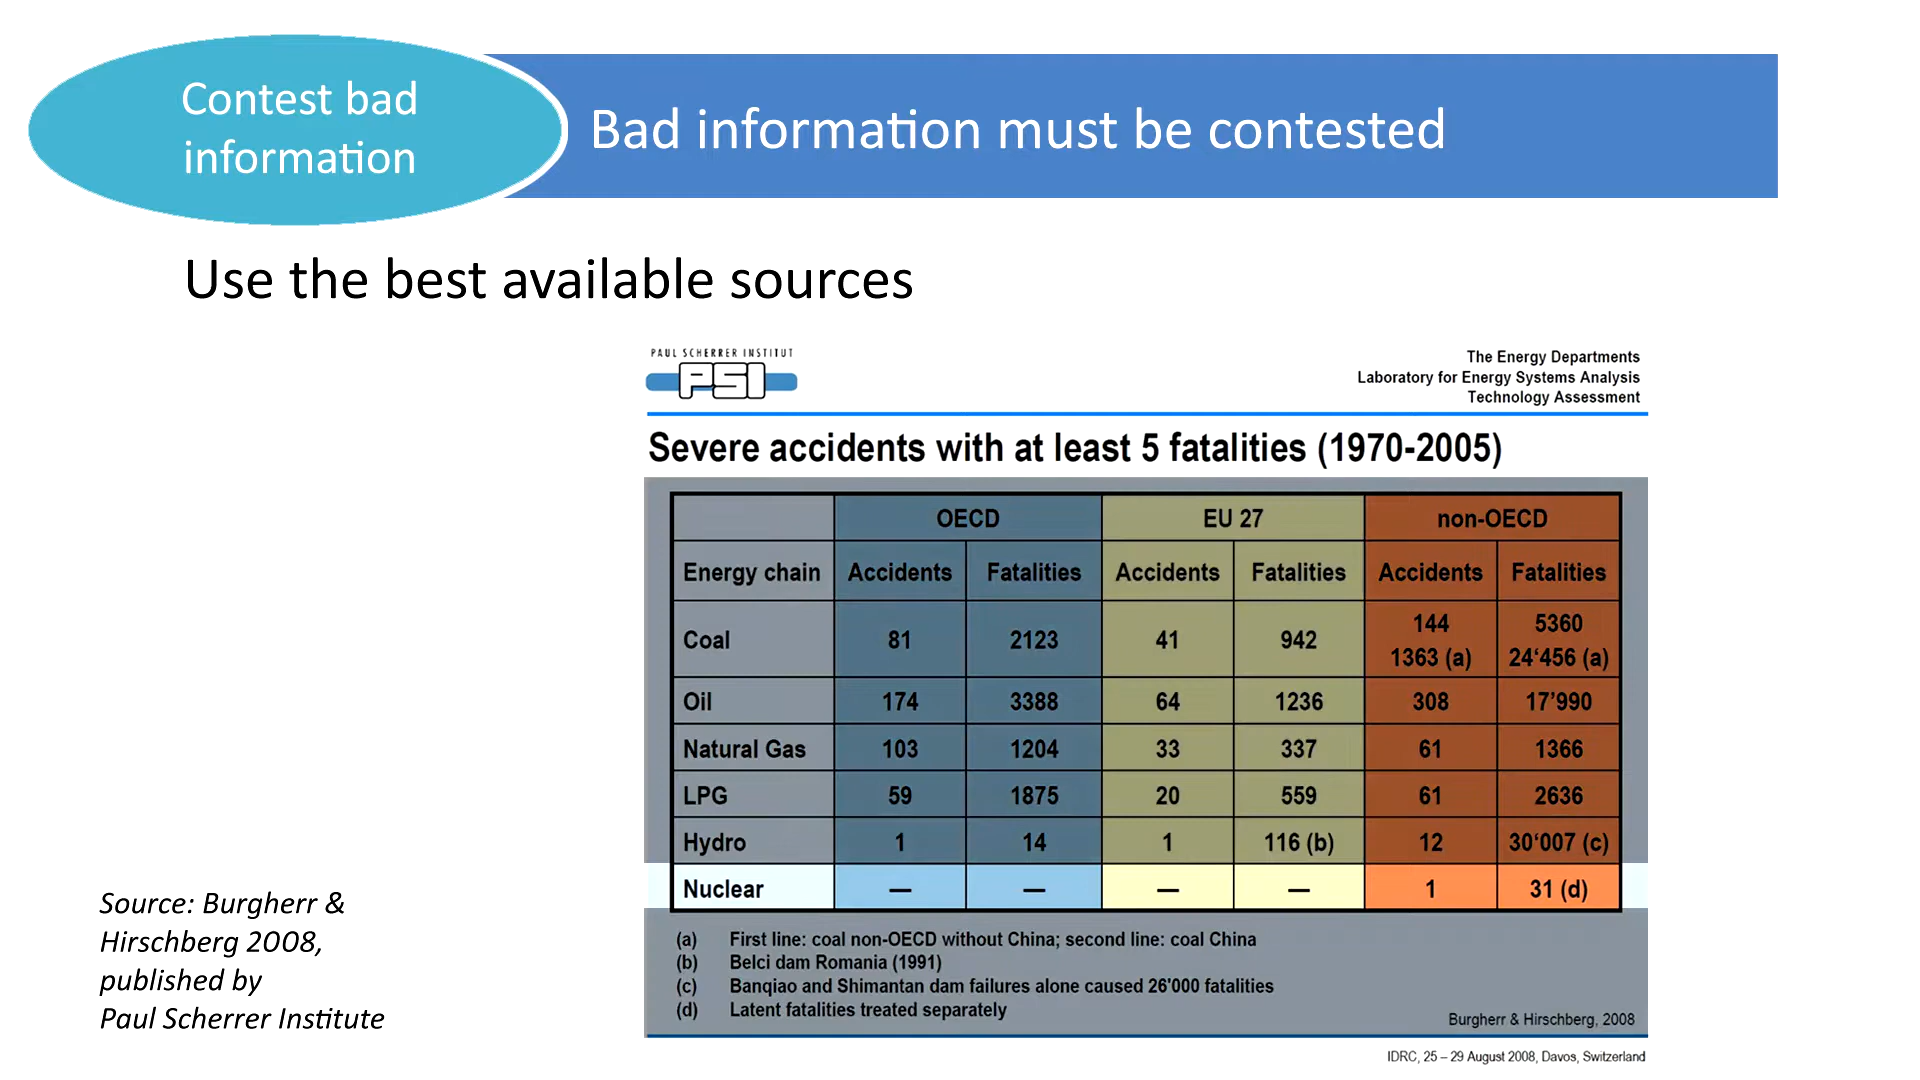 Contest bad
information
Bad information must be contested
Use the best available sources
PAUL SCHERRER INSTITUT
PSI
The Energy Departments
Laboratory for Energy Systems Analysis
Technology Assessment
Severe accidents with at least 5 fatalities (1970-2005)
OECD EU 27 non-OECD
Energy chain Accidents Fatalities Accidents Fatalities Accidents Fatalities
Coal 81 2123 41 942 144 5360
1363 (a) 24‘456 (a)
Oil 174 3388 64 1236 308 17’990
Natural Gas 103 1204 33 337 61 1366
LPG 59 1875 20 559 61 2636
Hydro 1 14 1 116 (b) 12 30‘007 (c)
Nuclear — — — — 1 31 (d)
(a) First line: coal non-OECD without China; second line: coal China
(b) Belci dam Romania (1991)
(c) Banqiao and Shimantan dam failures alone caused 26'000 fatalities
(d) Latent fatalities treated separately
Burgherr & Hirschberg, 2008
IDRC, 25 – 29 August 2008, Davos, Switzerland
Source: Burgherr &
Hirschberg 2008,
published by
Paul Scherrer Institute